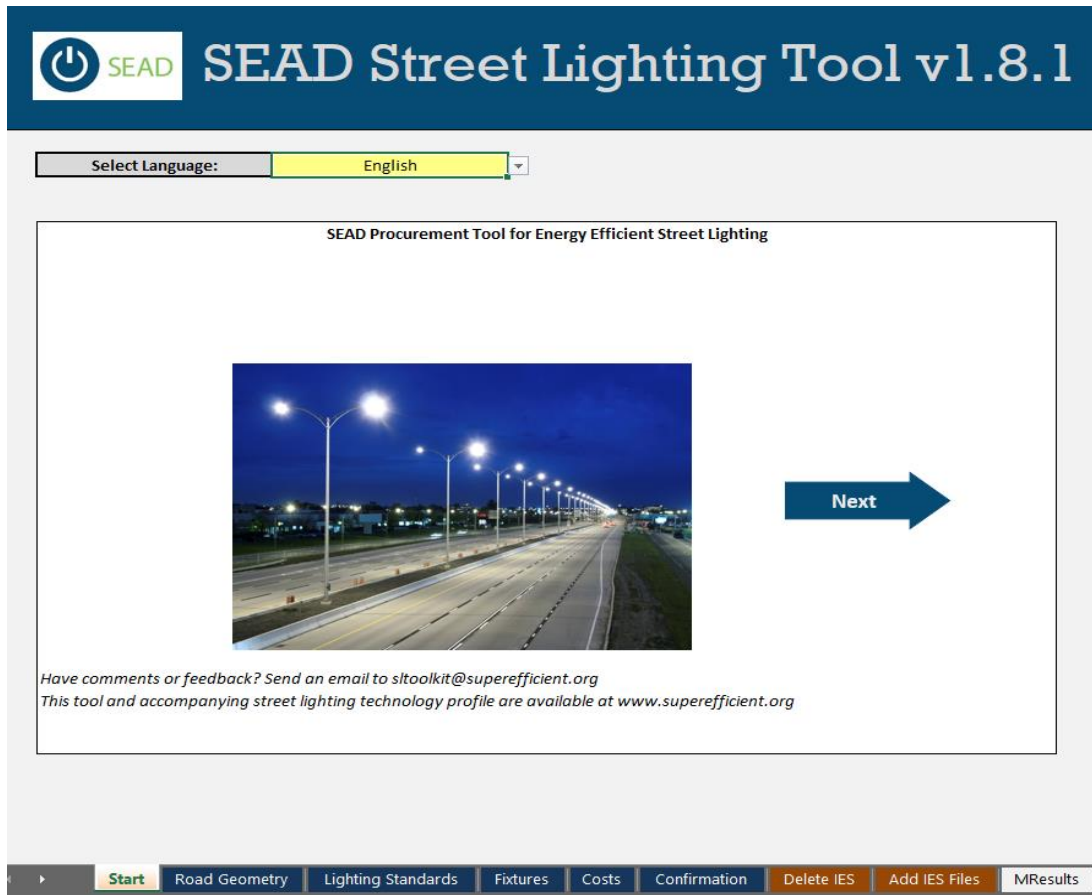 SEAD
SEAD Street Lighting Tool v1.8.1
Select Language:
English
SEAD Procurement Tool for Energy Efficient Street Lighting
Next
Have comments or feedback? Send an email to sltoolkit@superefficient.org
This tool and accompanying street lighting technology profile are available at www.superefficient.org
Start
Road Geometry
Lighting Standards
Fixtures
Costs
Confirmation
Delete IES
Add IES Files
MResults